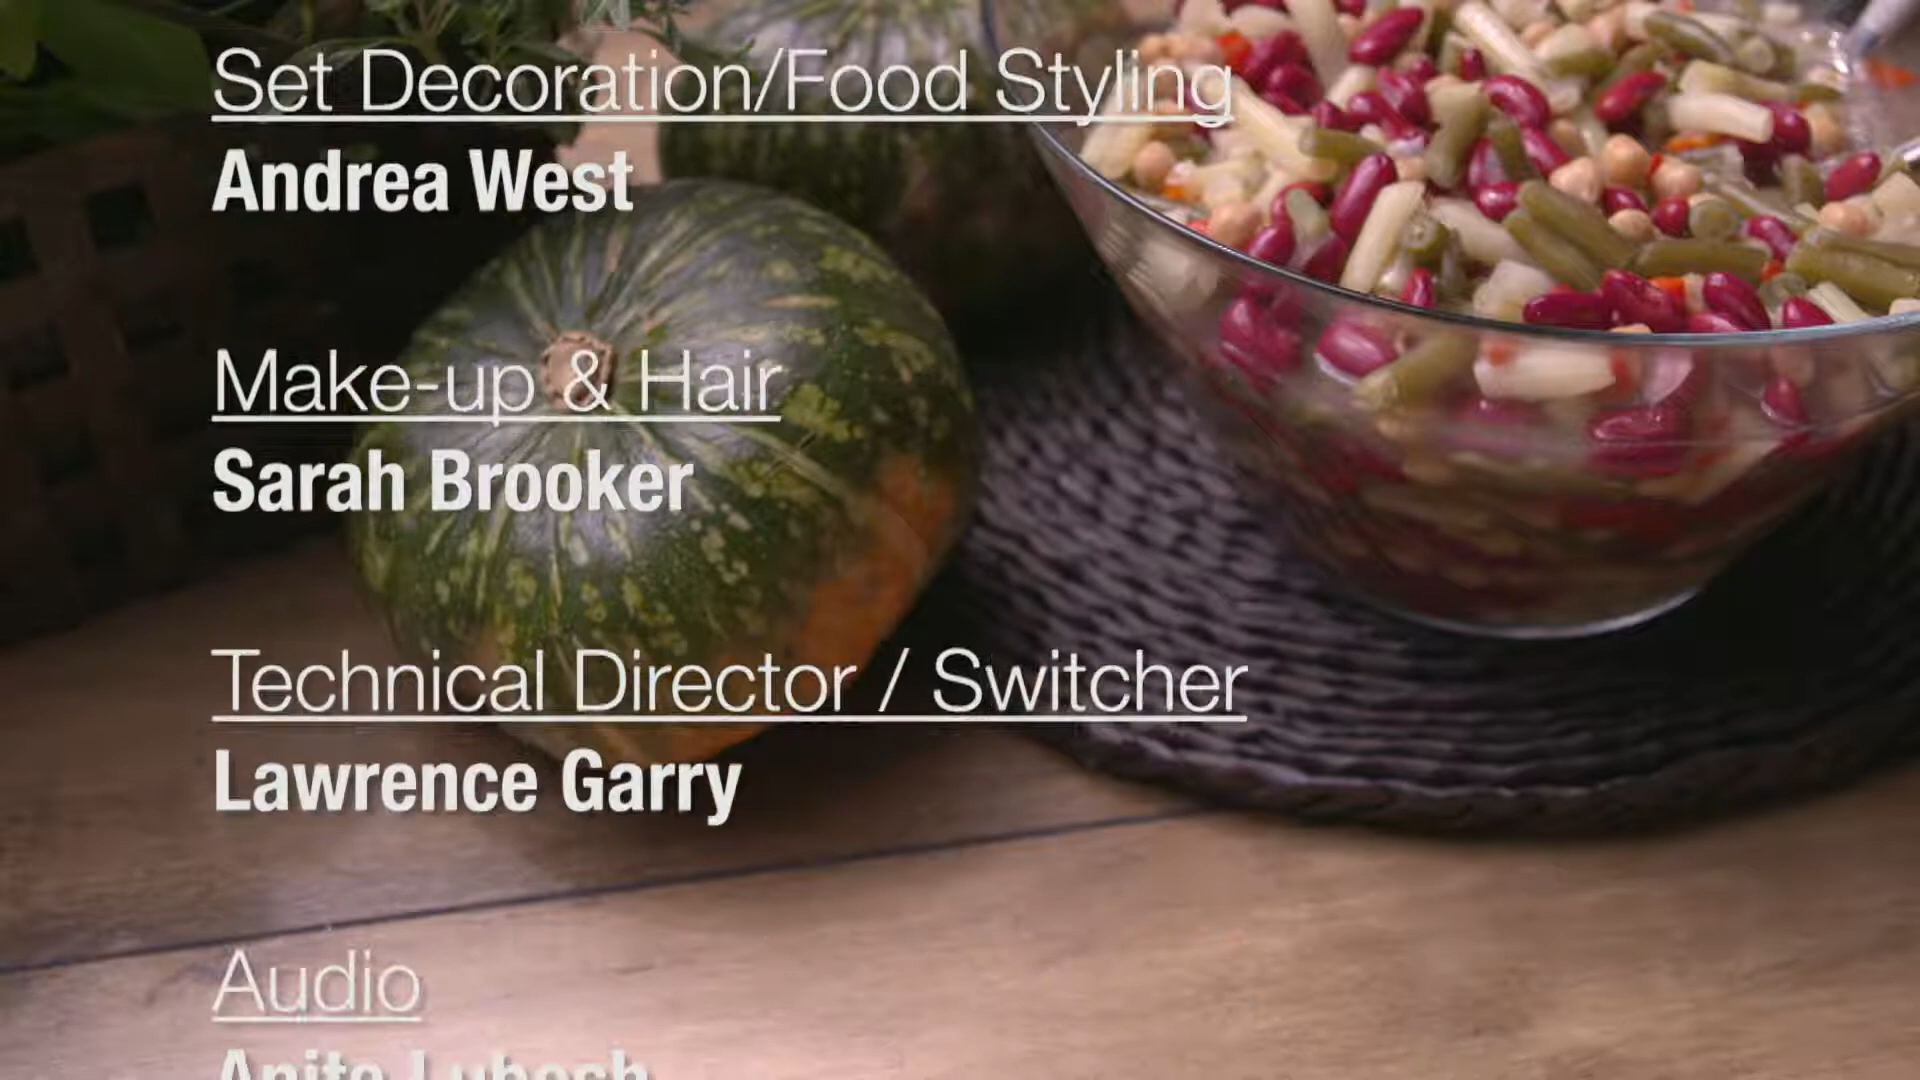 Set Decoration/Food Styling
Andrea West
Make-up & Hair
Sarah Brooker
Technical Director / Switcher
Lawrence Garry
Audio